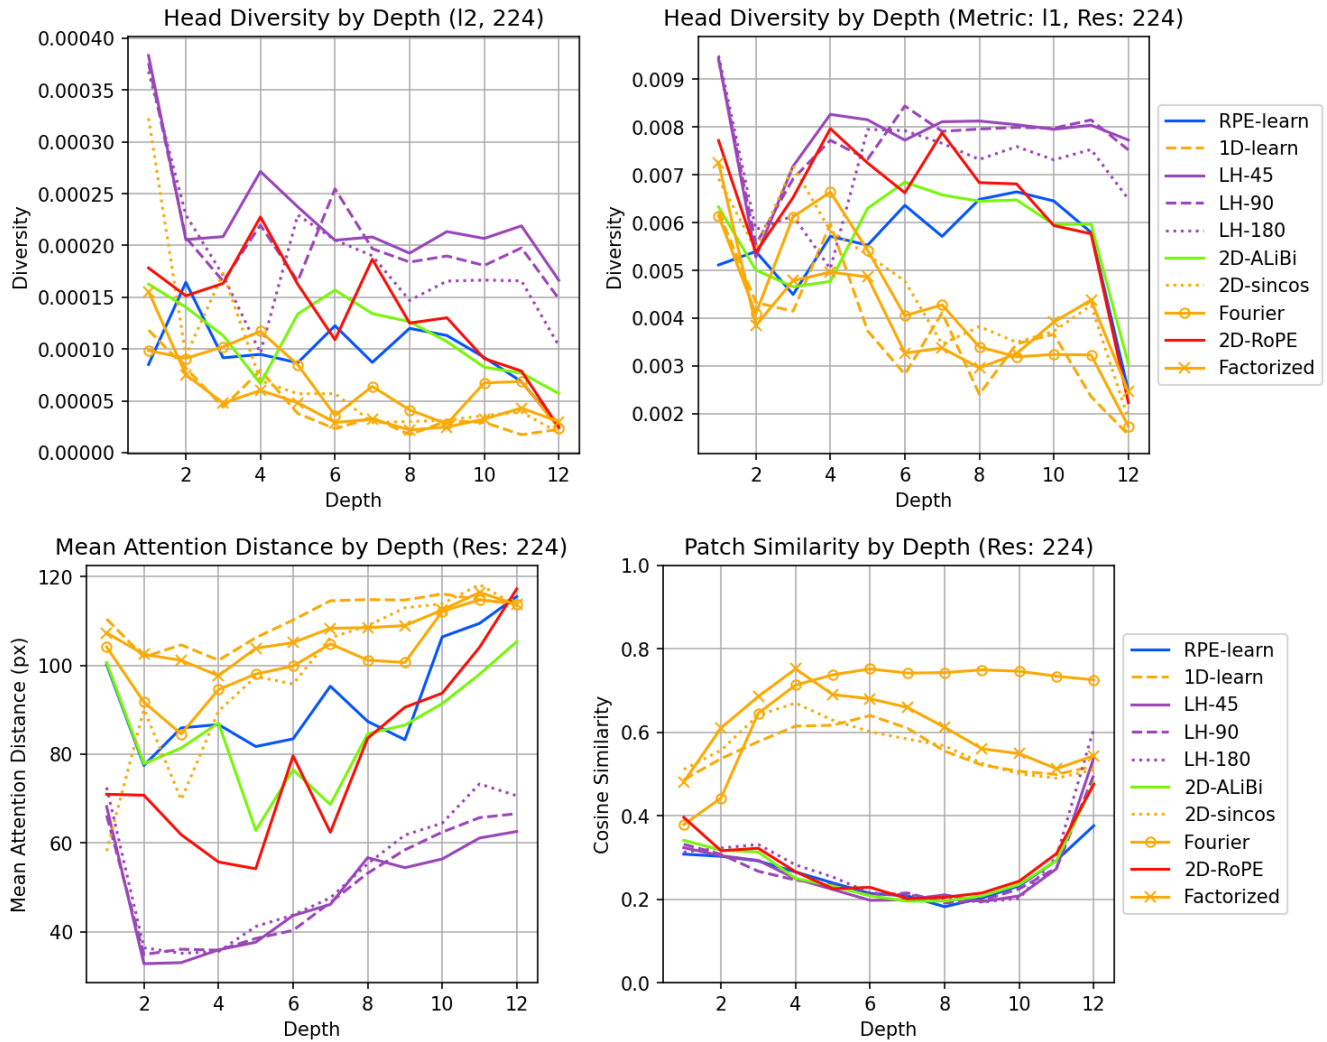 Head Diversity by Depth (l2, 224)
0.00040
0.00035
0.00030
0.00025
0.00020
0.00015
0.00010
0.00005
0.00000
Diversity
2 4 6 8 10 12
Depth
Head Diversity by Depth (Metric: l1, Res: 224)
0.009
0.008
0.007
0.006
0.005
0.004
0.003
0.002
Diversity
2 4 6 8 10 12
Depth
RPE-learn
1D-learn
LH-45
LH-90
LH-180
2D-ALiBi
2D-sincos
Fourier
2D-RoPE
Factorized
Mean Attention Distance by Depth (Res: 224)
120
100
80
60
40
Mean Attention Distance (px)
2 4 6 8 10 12
Depth
Patch Similarity by Depth (Res: 224)
1.0
0.8
0.6
0.4
0.2
0.0
Cosine Similarity
2 4 6 8 10 12
Depth
RPE-learn
1D-learn
LH-45
LH-90
LH-180
2D-ALiBi
2D-sincos
Fourier
2D-RoPE
Factorized